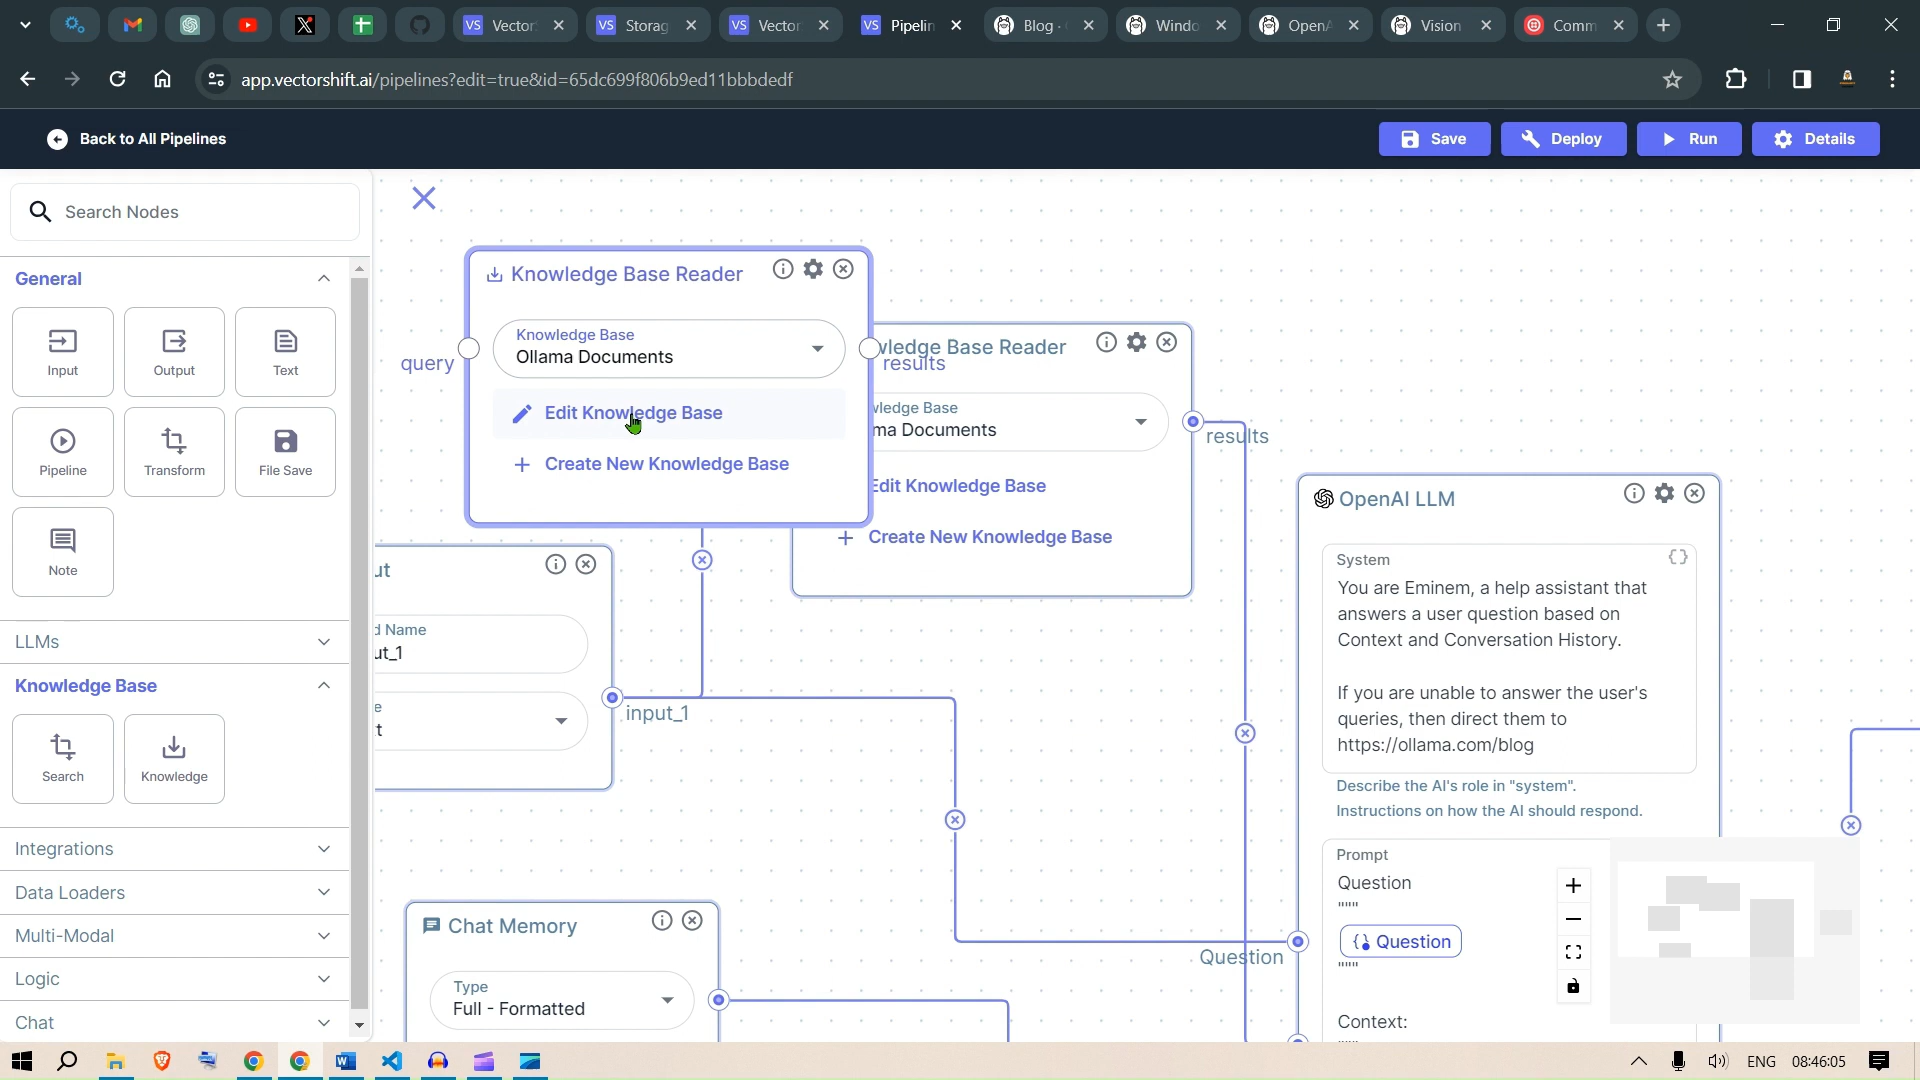 Vector
Storag
Vector
Pipelin
Blog ·
Windo
OpenA
Vision
Comm
app.vectorshift.ai/pipelines?edit=true&id=65dc699f806b9ed11bbbdedf
Back to All Pipelines
Save
Deploy
Run
Details
Search Nodes
General
Input
Output
Text
Pipeline
Transform
File Save
Note
LLMs
Knowledge Base
Search
Knowledge
Integrations
Data Loaders
Multi-Modal
Logic
Chat
Knowledge Base Reader
Knowledge Base
Ollama Documents
query
results
Edit Knowledge Base
Create New Knowledge Base
wledge Base Reader
wledge Base
ma Documents
results
Edit Knowledge Base
Create New Knowledge Base
ut
d Name
ut_1
e
t
input_1
Chat Memory
Type
Full - Formatted
OpenAI LLM
System
You are Eminem, a help assistant that
answers a user question based on
Context and Conversation History.
If you are unable to answer the user's
queries, then direct them to
https://ollama.com/blog
Describe the AI's role in "system".
Instructions on how the AI should respond.
Prompt
Question
"""
{} Question
"""
Question
Context:
"""
ENG
08:46:05